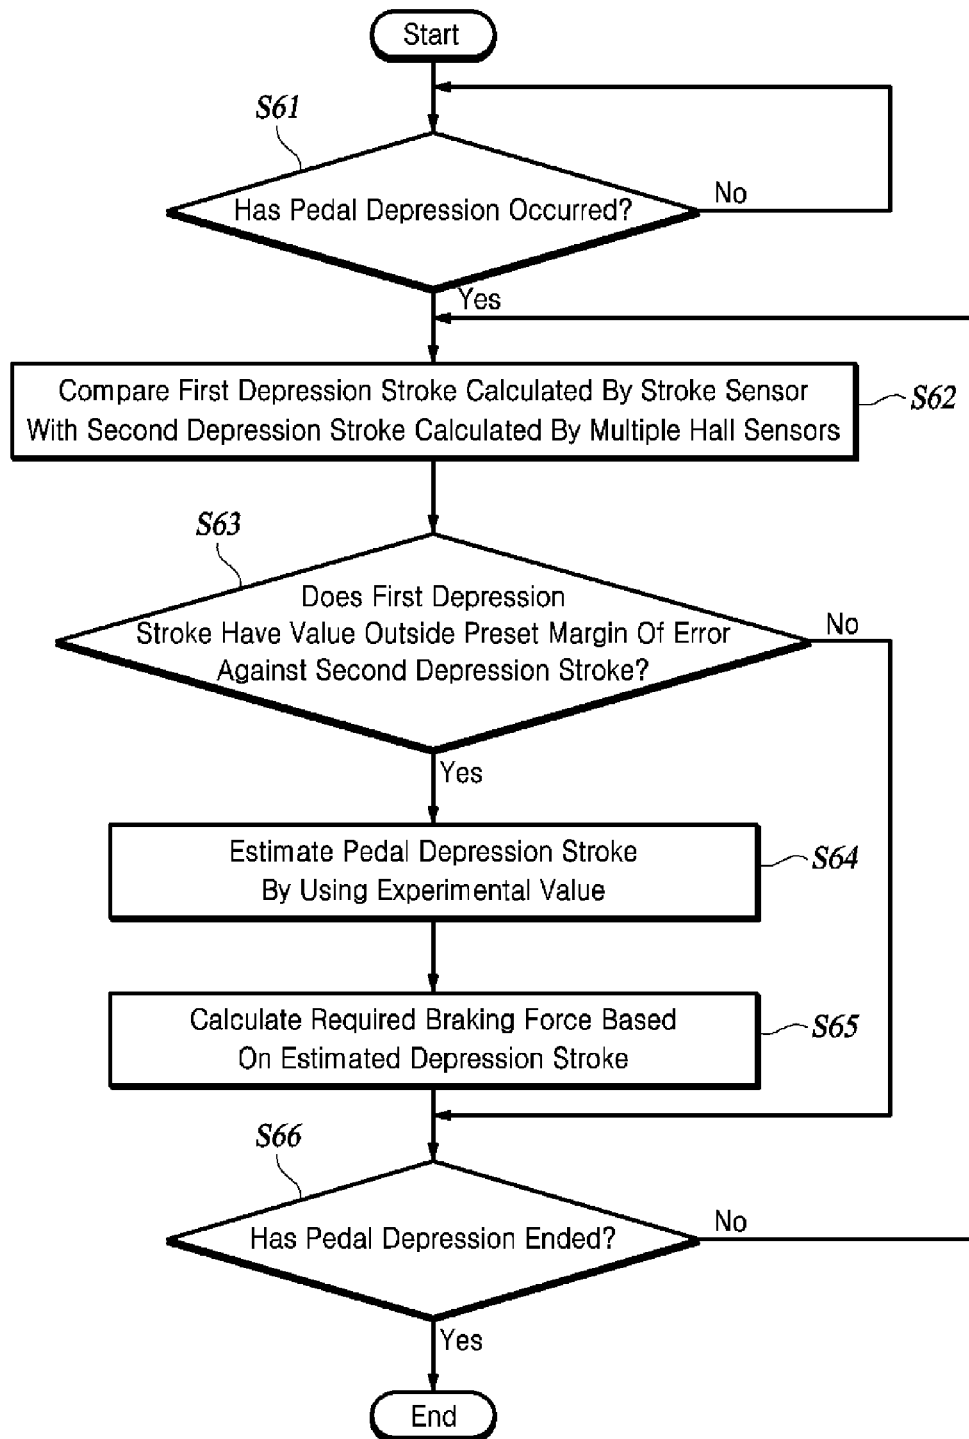 Start
S61
Has Pedal Depression Occurred?
No
Yes
Compare First Depression Stroke Calculated By Stroke Sensor
With Second Depression Stroke Calculated By Multiple Hall Sensors
S62
S63
Does First Depression
Stroke Have Value Outside Preset Margin Of Error
Against Second Depression Stroke?
No
Yes
Estimate Pedal Depression Stroke
By Using Experimental Value
S64
Calculate Required Braking Force Based
On Estimated Depression Stroke
S65
S66
Has Pedal Depression Ended?
No
Yes
End